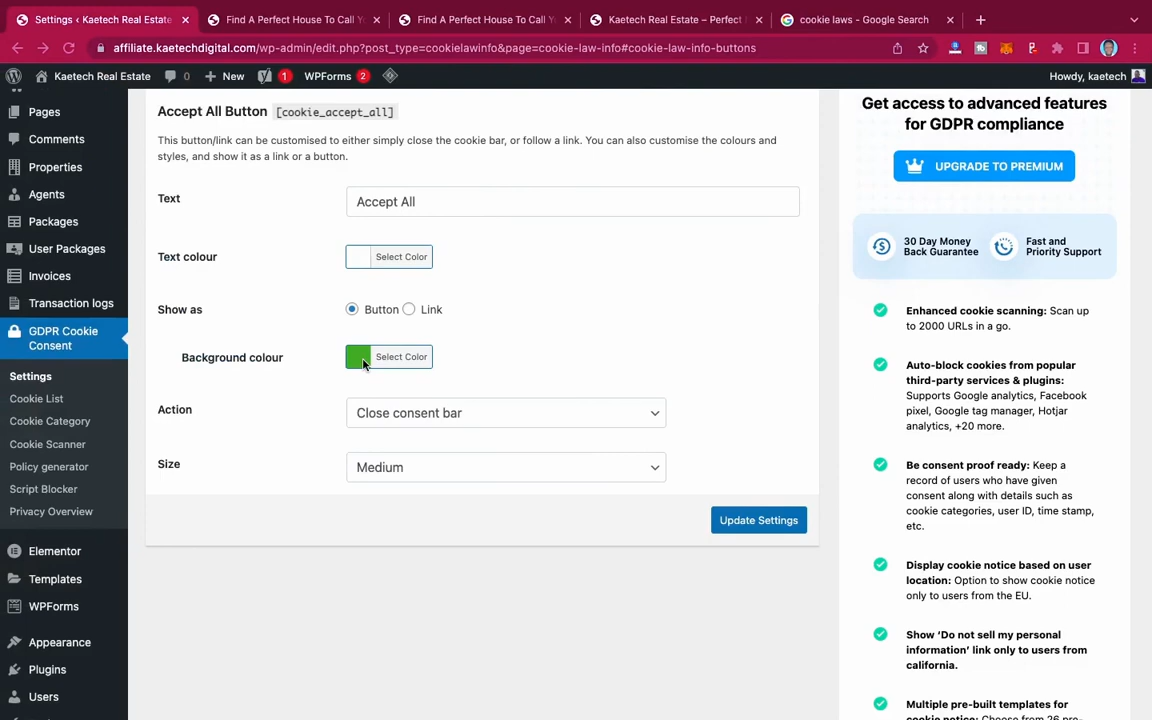 Settings ‹ Kaetech Real Estate
Find A Perfect House To Call Y
Find A Perfect House To Call Y
Kaetech Real Estate – Perfect
cookie laws - Google Search
affiliate.kaetechdigital.com/wp-admin/edit.php?post_type=cookielawinfo&page=cookie-law-info#cookie-law-info-buttons
Kaetech Real Estate
0
New
1
WPForms
2
Howdy, kaetech
Pages
Comments
Properties
Agents
Packages
User Packages
Invoices
Transaction logs
GDPR Cookie
Consent
Settings
Cookie List
Cookie Category
Cookie Scanner
Policy generator
Script Blocker
Privacy Overview
Elementor
Templates
WPForms
Appearance
Plugins
Users
Accept All Button [cookie_accept_all]
This button/link can be customised to either simply close the cookie bar, or follow a link. You can also customise the colours and
styles, and show it as a link or a button.
Text
Accept All
Text colour
Select Color
Show as
Button
Link
Background colour
Select Color
Action
Close consent bar
Size
Medium
Update Settings
Get access to advanced features
for GDPR compliance
UPGRADE TO PREMIUM
30 Day Money
Back Guarantee
Fast and
Priority Support
Enhanced cookie scanning: Scan up
to 2000 URLs in a go.
Auto-block cookies from popular
third-party services & plugins:
Supports Google analytics, Facebook
pixel, Google tag manager, Hotjar
analytics, +20 more.
Be consent proof ready: Keep a
record of users who have given
consent along with details such as
cookie categories, user ID, time stamp,
etc.
Display cookie notice based on user
location: Option to show cookie notice
only to users from the EU.
Show ‘Do not sell my personal
information’ link only to users from
california.
Multiple pre-built templates for
cookie notice: Choose from 26 pre-